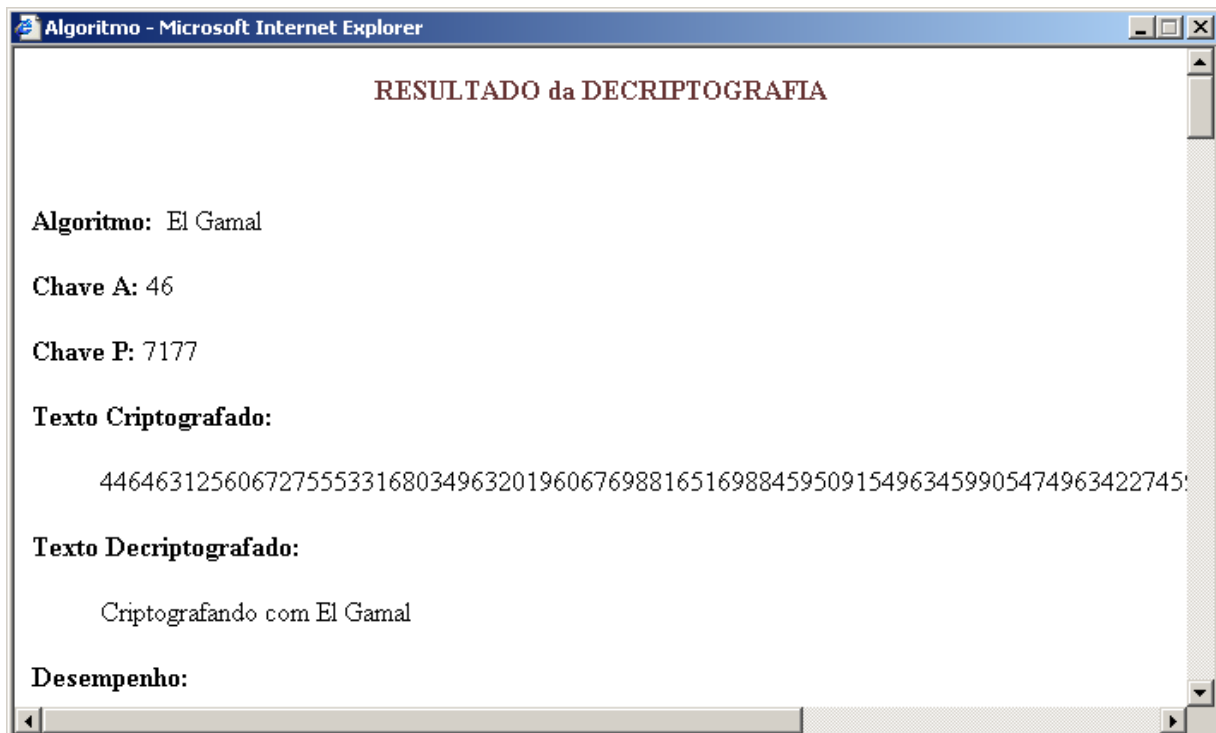 Algoritmo - Microsoft Internet Explorer
RESULTADO da DECRIPTOGRAFIA
Algoritmo: El Gamal
Chave A: 46
Chave P: 7177
Texto Criptografado:
4464631256067275553316803496320196067698816516988459509154963459905474963422745
Texto Decriptografado:
Criptografando com El Gamal
Desempenho: